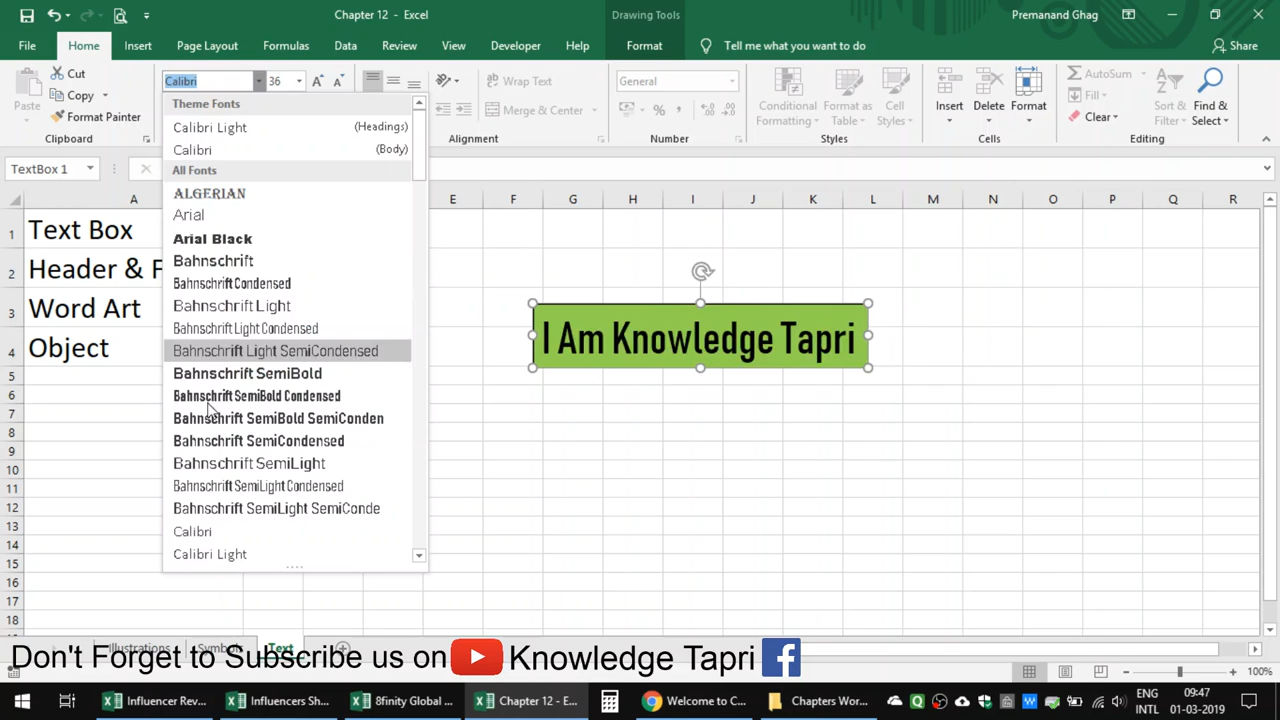 Chapter 12 - Excel
Drawing Tools
Premanand Ghag
File Home Insert Page Layout Formulas Data Review View Developer Help Format Tell me what you want to do Share
Cut
Copy
Format Painter
Paste
Clipboard
Calibri 36
Wrap Text
Merge & Center
Alignment
General
Number
Conditional Formatting
Format as Table
Cell Styles
Styles
Insert Delete Format
Cells
AutoSum
Fill
Clear
Sort & Filter
Find & Select
Editing
TextBox 1
Theme Fonts
Calibri Light (Headings)
Calibri (Body)
All Fonts
ALGERIAN
Arial
Arial Black
Bahnschrift
Bahnschrift Condensed
Bahnschrift Light
Bahnschrift Light Condensed
Bahnschrift Light SemiCondensed
Bahnschrift SemiBold
Bahnschrift SemiBold Condensed
Bahnschrift SemiBold SemiConden
Bahnschrift SemiCondensed
Bahnschrift SemiLight
Bahnschrift SemiLight Condensed
Bahnschrift SemiLight SemiConde
Calibri
Calibri Light
A E F G H I J K L M N O P Q R
1 Text Box
2 Header & F
3 Word Art
4 Object
5
6
7
8
9
10
11
12
13
14
15
16
17
18
I Am Knowledge Tapri
Illustrations Symbols Text
Don't Forget to Subscribe us on Knowledge Tapri
100%
Influencer Rev...
Influencers Sh...
8finity Global ...
Chapter 12 - E...
Welcome to C...
Chapters Wor...
ENG
INTL
09:47
01-03-2019